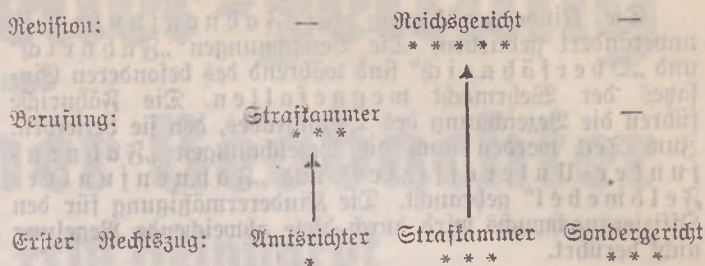 Revision: — Reichsgericht —
* * * * *
Berufung: Strafkammer —
* * *
Erster Rechtszug: Amtsrichter Strafkammer Sondergericht
* * * * * * *